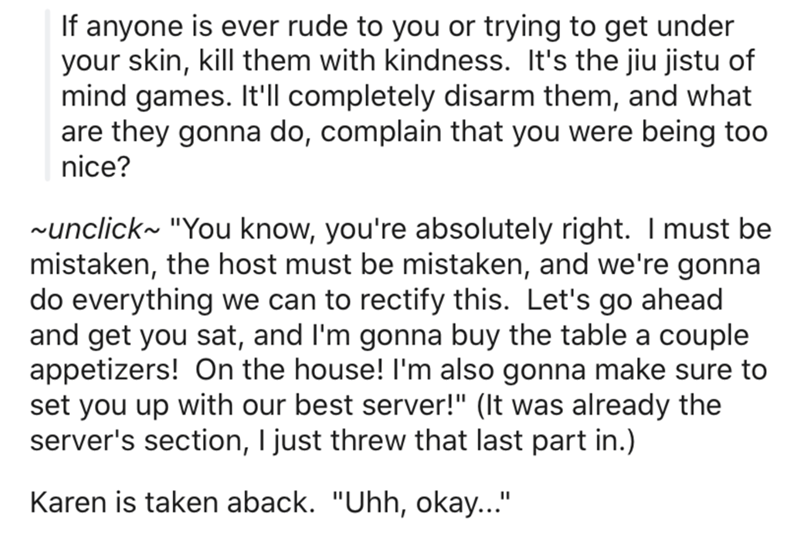 If anyone is ever rude to you or trying to get under
your skin, kill them with kindness.  It's the jiu jistu of
mind games. It'll completely disarm them, and what
are they gonna do, complain that you were being too
nice?
~unclick~ "You know, you're absolutely right.  I must be
mistaken, the host must be mistaken, and we're gonna
do everything we can to rectify this.  Let's go ahead
and get you sat, and I'm gonna buy the table a couple
appetizers!  On the house! I'm also gonna make sure to
set you up with our best server!" (It was already the
server's section, I just threw that last part in.)
Karen is taken aback.  "Uhh, okay..."